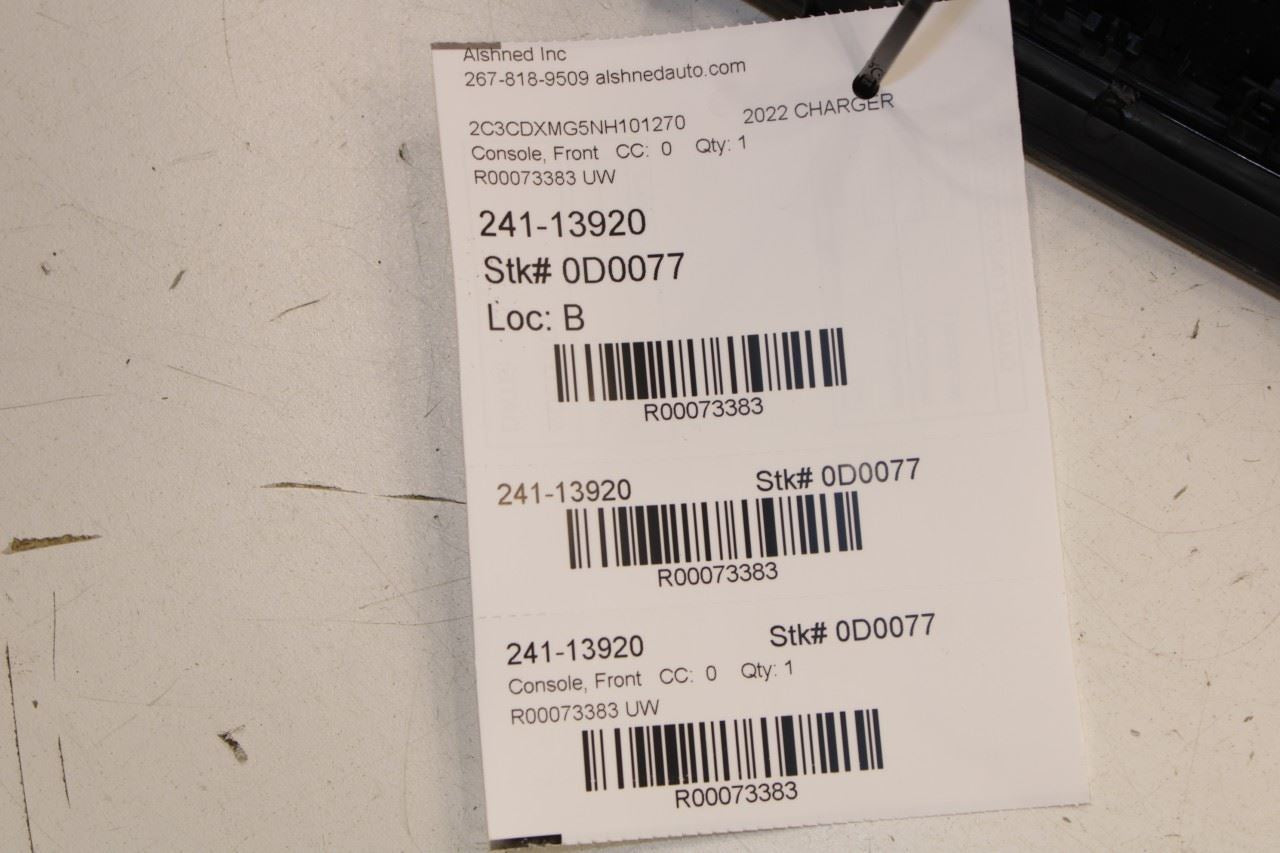 Alshned Inc
267-818-9509 alshnedauto.com
2C3CDXMG5NH101270 2022 CHARGER
Console, Front CC: 0 Qty: 1
R00073383 UW
241-13920
Stk# 0D0077
Loc: B
R00073383
241-13920 Stk# 0D0077
R00073383
241-13920 Stk# 0D0077
Console, Front CC: 0 Qty: 1
R00073383 UW
R00073383